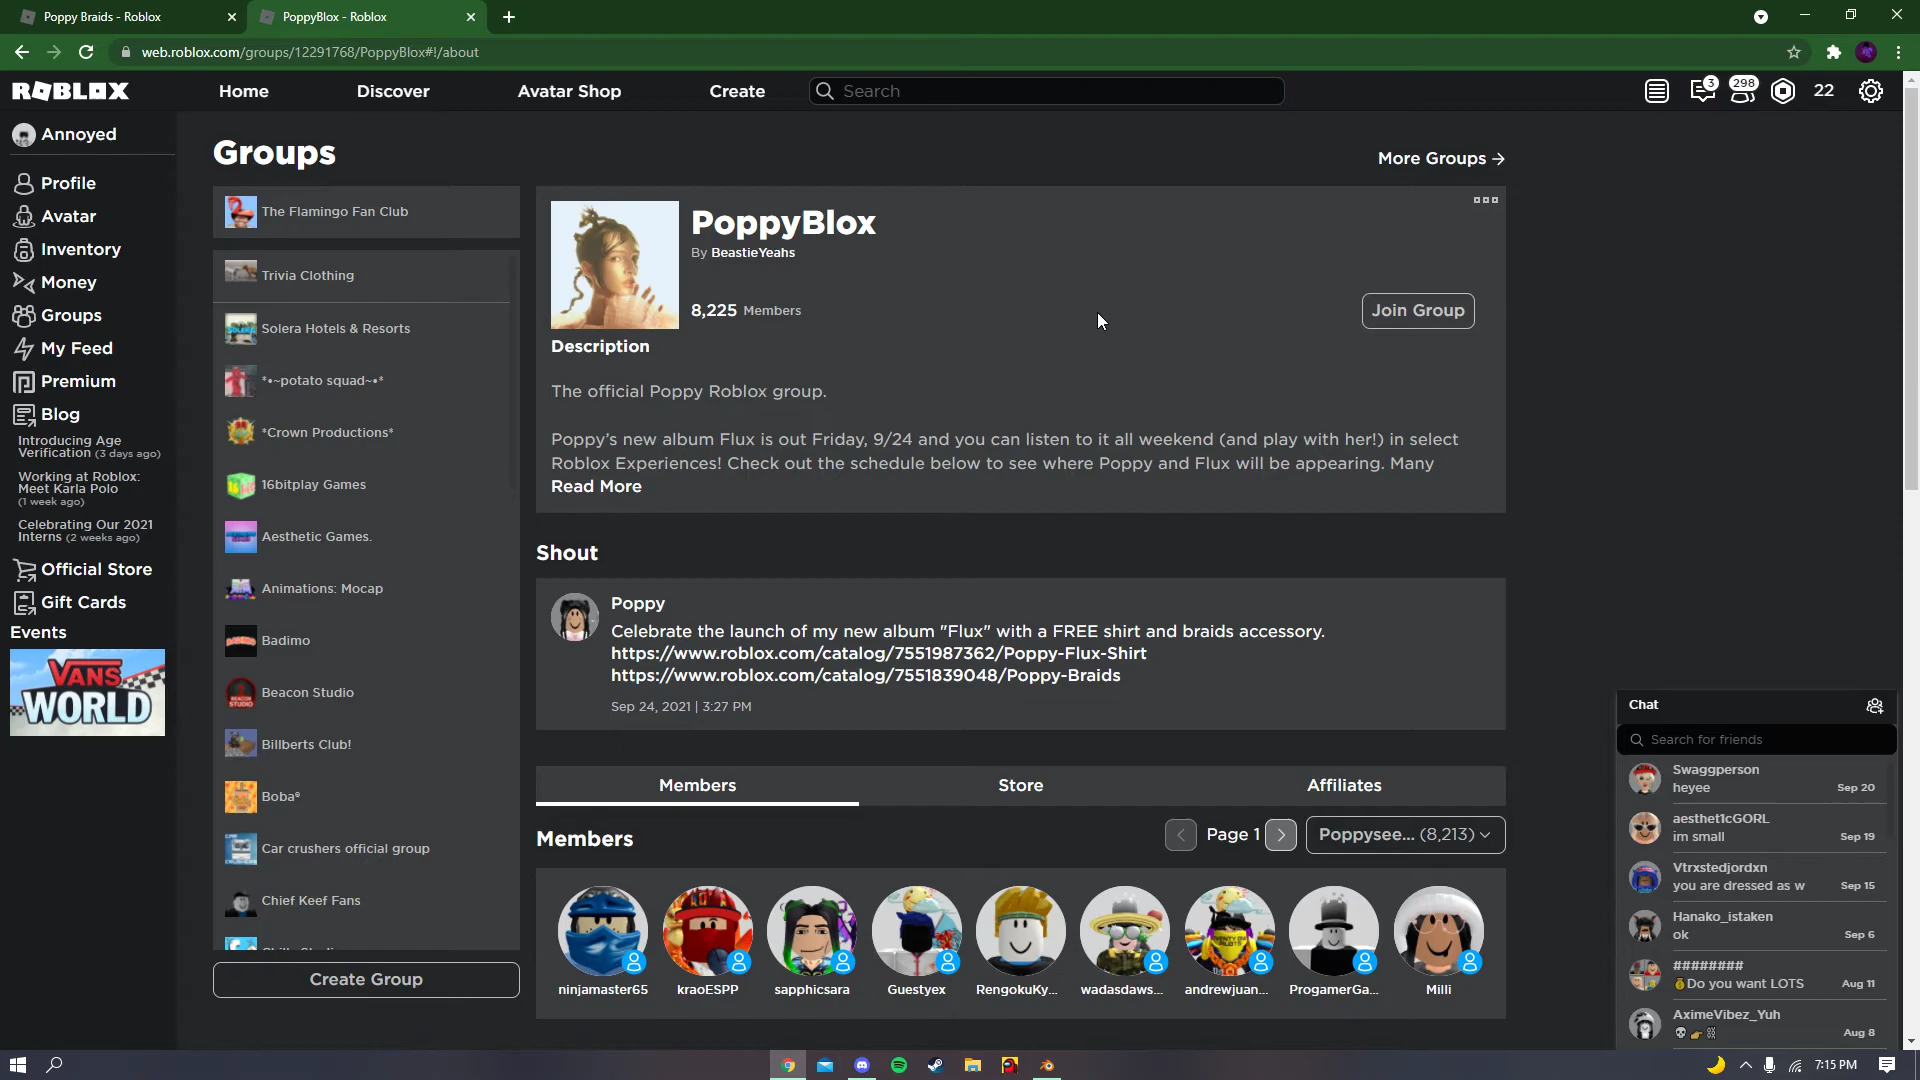 Poppy Braids - Roblox
PoppyBlox - Roblox
web.roblox.com/groups/12291768/PoppyBlox#!/about
ROBLOX
Home
Discover
Avatar Shop
Create
Search
3
298
22
Annoyed
Profile
Avatar
Inventory
Money
Groups
My Feed
Premium
Blog
Introducing Age
Verification (3 days ago)
Working at Roblox:
Meet Karla Polo
(1 week ago)
Celebrating Our 2021
Interns (2 weeks ago)
Official Store
Gift Cards
Events
VANS
WORLD
Groups
More Groups →
The Flamingo Fan Club
Trivia Clothing
Solera Hotels & Resorts
*•~potato squad~•*
*Crown Productions*
16bitplay Games
Aesthetic Games.
Animations: Mocap
Badimo
Beacon Studio
Billberts Club!
Boba®
Car crushers official group
Chief Keef Fans
Create Group
PoppyBlox
By BeastieYeahs
8,225 Members
Join Group
Description
The official Poppy Roblox group.
Poppy's new album Flux is out Friday, 9/24 and you can listen to it all weekend (and play with her!) in select
Roblox Experiences! Check out the schedule below to see where Poppy and Flux will be appearing. Many
Read More
Shout
Poppy
Celebrate the launch of my new album "Flux" with a FREE shirt and braids accessory.
https://www.roblox.com/catalog/7551987362/Poppy-Flux-Shirt
https://www.roblox.com/catalog/7551839048/Poppy-Braids
Sep 24, 2021 | 3:27 PM
Members
Store
Affiliates
Members
Page 1
Poppysee... (8,213)
ninjamaster65
kraoESPP
sapphicsara
Guestyex
RengokuKy...
wadasdaws...
andrewjuan...
ProgamerGa...
Milli
Chat
Search for friends
Swaggperson
heyee
Sep 20
aesthet1cGORL
im small
Sep 19
Vtrxstedjordxn
you are dressed as w
Sep 15
Hanako_istaken
ok
Sep 6
########
💰Do you want LOTS
Aug 11
AximeVibez_Yuh
💀👉⛓
Aug 8
7:15 PM